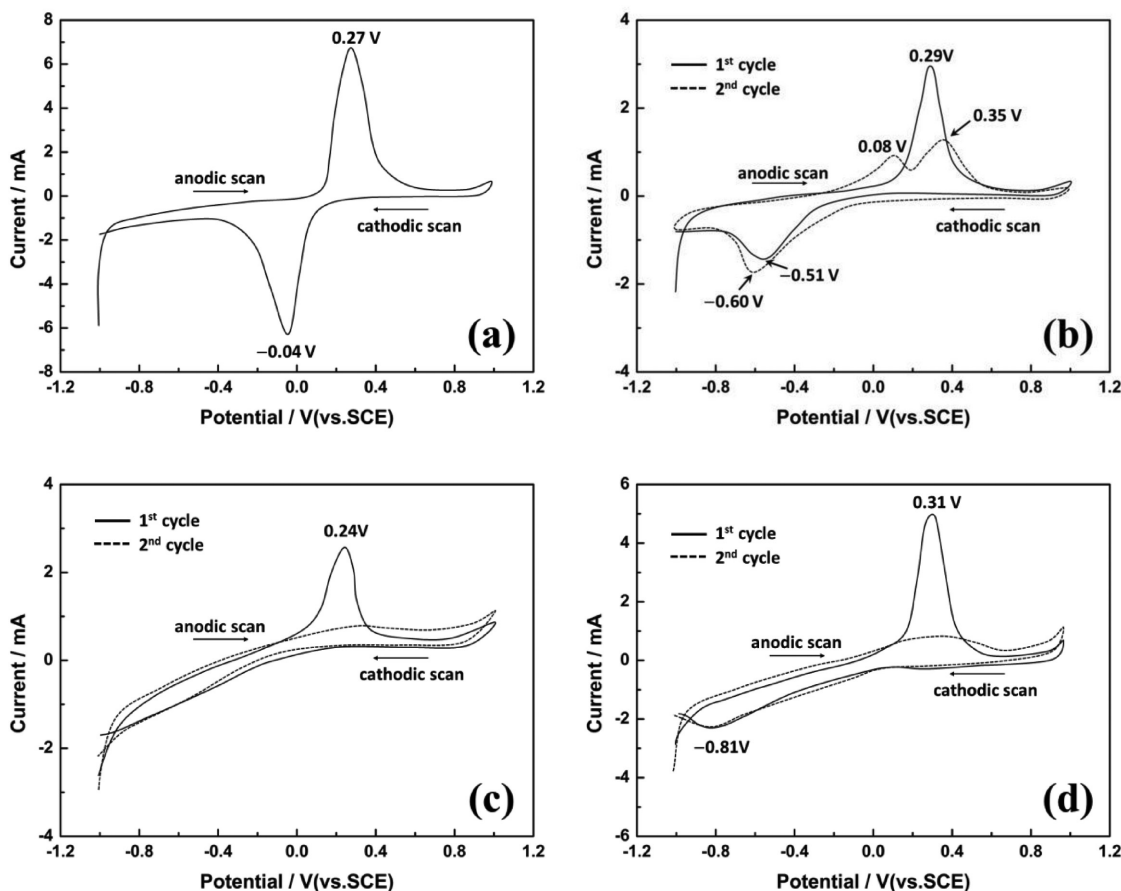 8
6
4
2
0
-2
-4
-6
-8
Current / mA
0.27 V
anodic scan
cathodic scan
−0.04 V
(a)
-1.2 -0.8 -0.4 0.0 0.4 0.8 1.2
Potential / V(vs.SCE)
4
2
0
-2
-4
Current / mA
1st cycle
2nd cycle
0.29V
0.35 V
0.08 V
anodic scan
cathodic scan
−0.51 V
−0.60 V
(b)
-1.2 -0.8 -0.4 0.0 0.4 0.8 1.2
Potential / V(vs.SCE)
4
2
0
-2
-4
Current / mA
1st cycle
2nd cycle
0.24V
anodic scan
cathodic scan
(c)
-1.2 -0.8 -0.4 0.0 0.4 0.8 1.2
Potential / V(vs.SCE)
6
4
2
0
-2
-4
6
Current / mA
1st cycle
2nd cycle
0.31 V
anodic scan
cathodic scan
−0.81V
(d)
-1.2 -0.8 -0.4 0.0 0.4 0.8 1.2
Potential / V(vs.SCE)